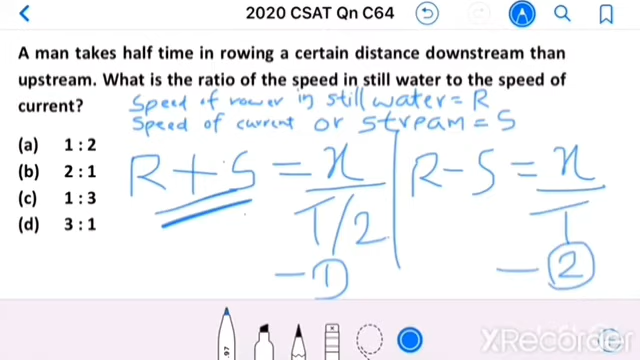 2020 CSAT Qn C64
A man takes half time in rowing a certain distance downstream than
upstream. What is the ratio of the speed in still water to the speed of
current?
Speed of rower in still water = R
Speed of current or stream = S
(a) 1 : 2
(b) 2 : 1
(c) 1 : 3
(d) 3 : 1
R + S = x / T/2 — ①
R - S = x / T — ②
97
XRecorder